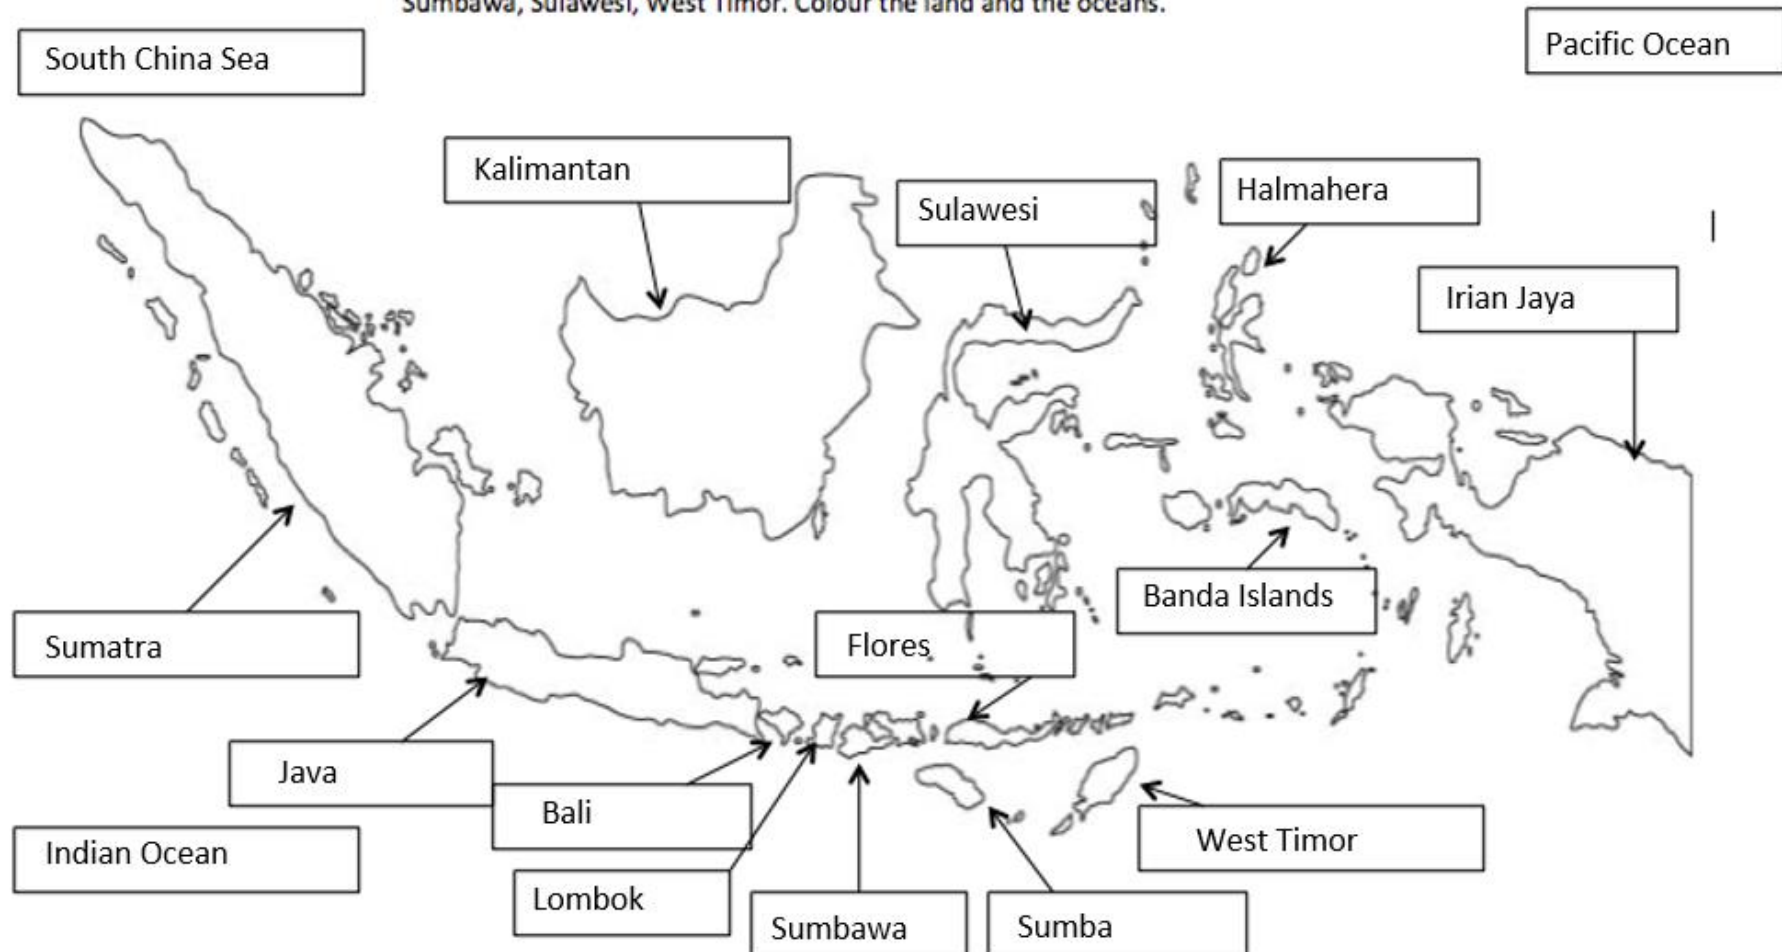 Sumbawa, Sulawesi, West Timor. Colour the land and the oceans.
South China Sea
Pacific Ocean
Kalimantan
Sulawesi
Halmahera
Irian Jaya
Banda Islands
Sumatra
Flores
Java
Bali
West Timor
Indian Ocean
Lombok
Sumbawa
Sumba